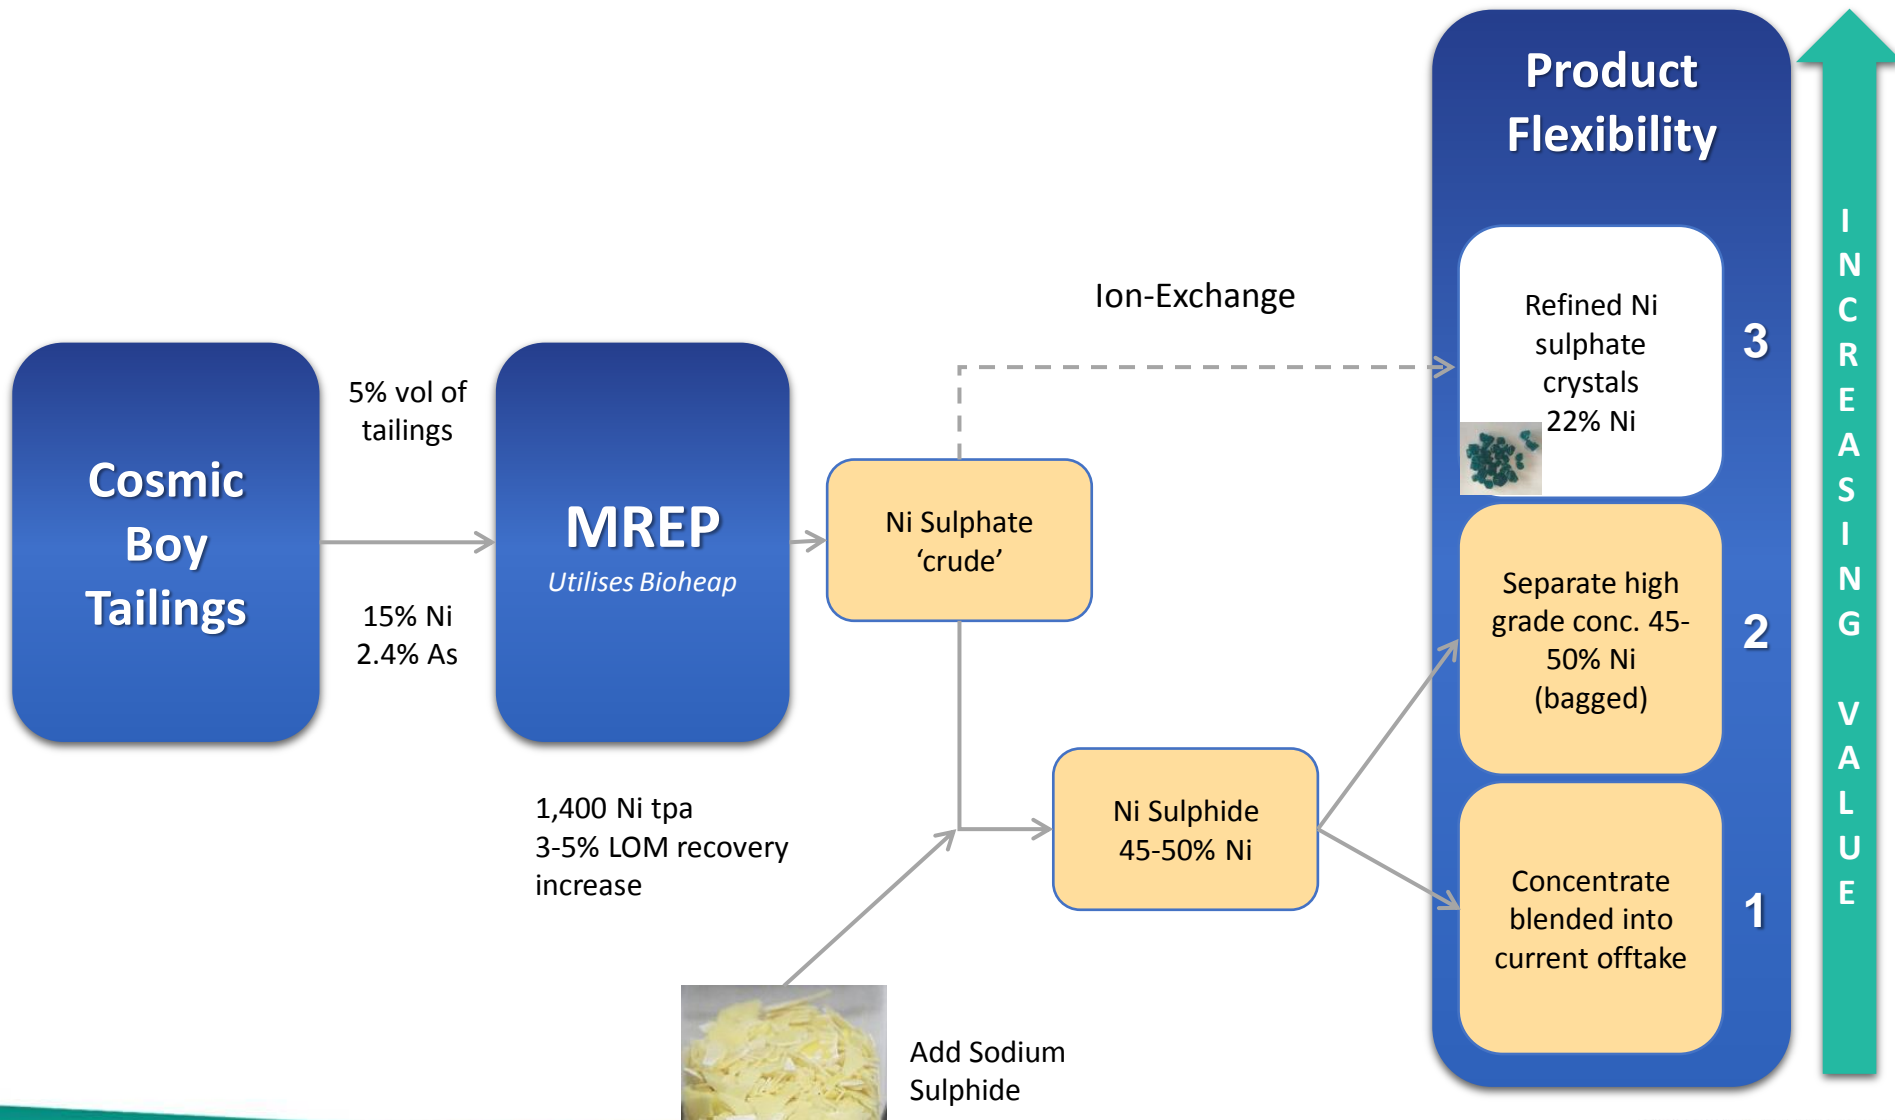 Cosmic
Boy
Tailings
5% vol of
tailings
15% Ni
2.4% As
MREP
Utilises Bioheap
1,400 Ni tpa
3-5% LOM recovery
increase
Ni Sulphate
‘crude’
Ion-Exchange
Add Sodium
Sulphide
Ni Sulphide
45-50% Ni
Product
Flexibility
Refined Ni
sulphate
crystals
22% Ni
3
Separate high
grade conc. 45-
50% Ni
(bagged)
2
Concentrate
blended into
current offtake
1
INCREASING VALUE